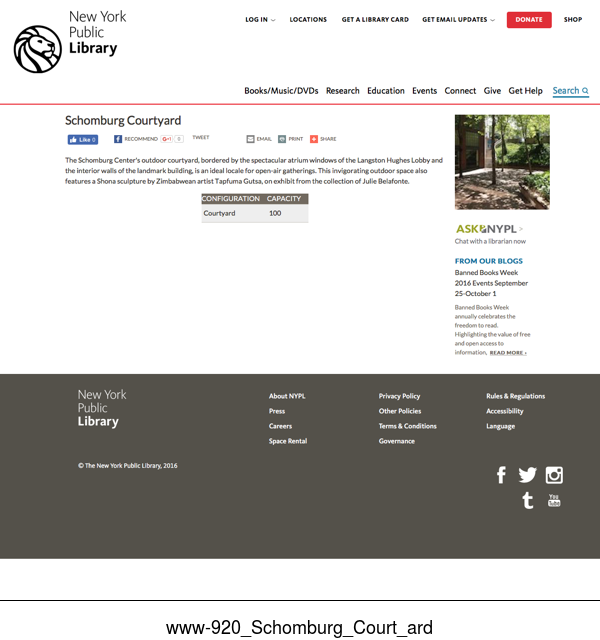 New York
Public
Library
LOG IN
LOCATIONS
GET A LIBRARY CARD
GET EMAIL UPDATES
DONATE
SHOP
Books/Music/DVDs
Research
Education
Events
Connect
Give
Get Help
Search
Schomburg Courtyard
Like 0
RECOMMEND
G+1 0
TWEET
EMAIL
PRINT
SHARE
The Schomburg Center's outdoor courtyard, bordered by the spectacular atrium windows of the Langston Hughes Lobby and
the interior walls of the landmark building, is an ideal locale for open-air gatherings. This invigorating outdoor space also
features a Shona sculpture by Zimbabwean artist Tapfuma Gutsa, on exhibit from the collection of Julie Belafonte.
CONFIGURATION CAPACITY
Courtyard 100
ASK NYPL >
Chat with a librarian now
FROM OUR BLOGS
Banned Books Week
2016 Events September
25-October 1
Banned Books Week
annually celebrates the
freedom to read.
Highlighting the value of free
and open access to
information, READ MORE ›
New York
Public
Library
About NYPL
Press
Careers
Space Rental
Privacy Policy
Other Policies
Terms & Conditions
Governance
Rules & Regulations
Accessibility
Language
© The New York Public Library, 2016
You
Tube
www-920_Schomburg_Court_ard